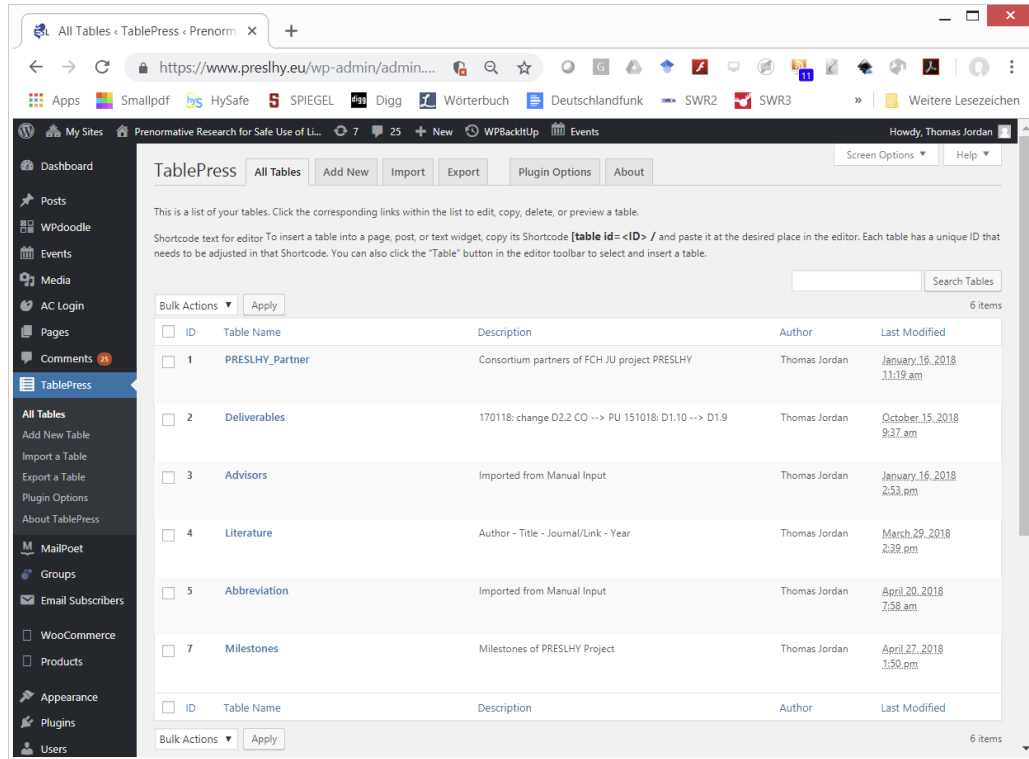 All Tables ‹ TablePress ‹ Prenorm
https://www.preslhy.eu/wp-admin/admin....
11
Apps Smallpdf hys HySafe SPIEGEL digg Digg Wörterbuch Deutschlandfunk SWR2 SWR3 » Weitere Lesezeichen
My Sites Prenormative Research for Safe Use of Li... 7 25 + New WPBackItUp Events Howdy, Thomas Jordan
Screen Options ▼ Help ▼
Dashboard
Posts
WPdoodle
Events
Media
AC Login
Pages
Comments 25
TablePress
All Tables
Add New Table
Import a Table
Export a Table
Plugin Options
About TablePress
MailPoet
Groups
Email Subscribers
WooCommerce
Products
Appearance
Plugins
Users
TablePress All Tables Add New Import Export Plugin Options About
This is a list of your tables. Click the corresponding links within the list to edit, copy, delete, or preview a table.
Shortcode text for editor To insert a table into a page, post, or text widget, copy its Shortcode [table id=<ID> / and paste it at the desired place in the editor. Each table has a unique ID that
needs to be adjusted in that Shortcode. You can also click the "Table" button in the editor toolbar to select and insert a table.
Search Tables
Bulk Actions ▼ Apply 6 items
ID Table Name Description Author Last Modified
1 PRESLHY_Partner Consortium partners of FCH JU project PRESLHY Thomas Jordan January 16, 2018
11:19 am
2 Deliverables 170118: change D2.2 CO --> PU 151018: D1.10 --> D1.9 Thomas Jordan October 15, 2018
9:37 am
3 Advisors Imported from Manual Input Thomas Jordan January 16, 2018
2:53 pm
4 Literature Author - Title - Journal/Link - Year Thomas Jordan March 29, 2018
2:39 pm
5 Abbreviation Imported from Manual Input Thomas Jordan April 20, 2018
7:58 am
7 Milestones Milestones of PRESLHY Project Thomas Jordan April 27, 2018
1:50 pm
ID Table Name Description Author Last Modified
Bulk Actions ▼ Apply 6 items